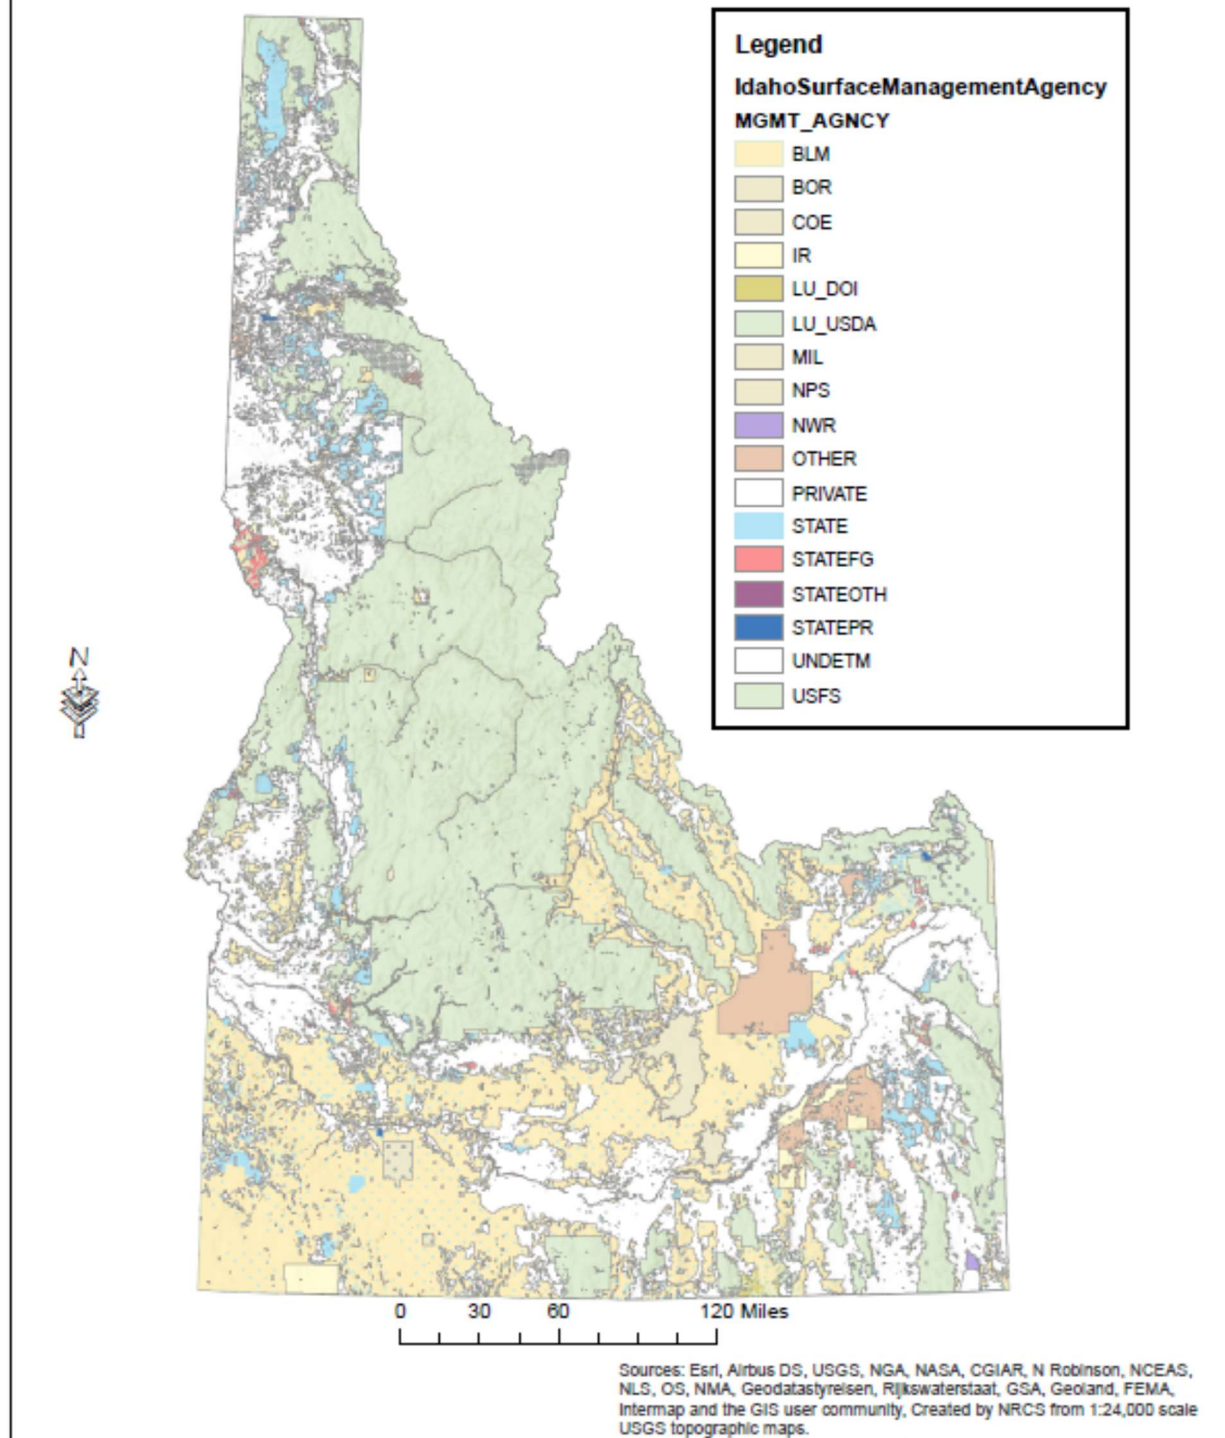 Legend
IdahoSurfaceManagementAgency
MGMT_AGNCY
BLM
BOR
COE
IR
LU_DOI
LU_USDA
MIL
NPS
NWR
OTHER
PRIVATE
STATE
STATEFG
STATEOTH
STATEPR
UNDETM
USFS
N
0 30 60 120 Miles
Sources: Esri, Airbus DS, USGS, NGA, NASA, CGIAR, N Robinson, NCEAS,
NLS, OS, NMA, Geodatastyrelsen, Rijkswaterstaat, GSA, Geoland, FEMA,
Intermap and the GIS user community, Created by NRCS from 1:24,000 scale
USGS topographic maps.